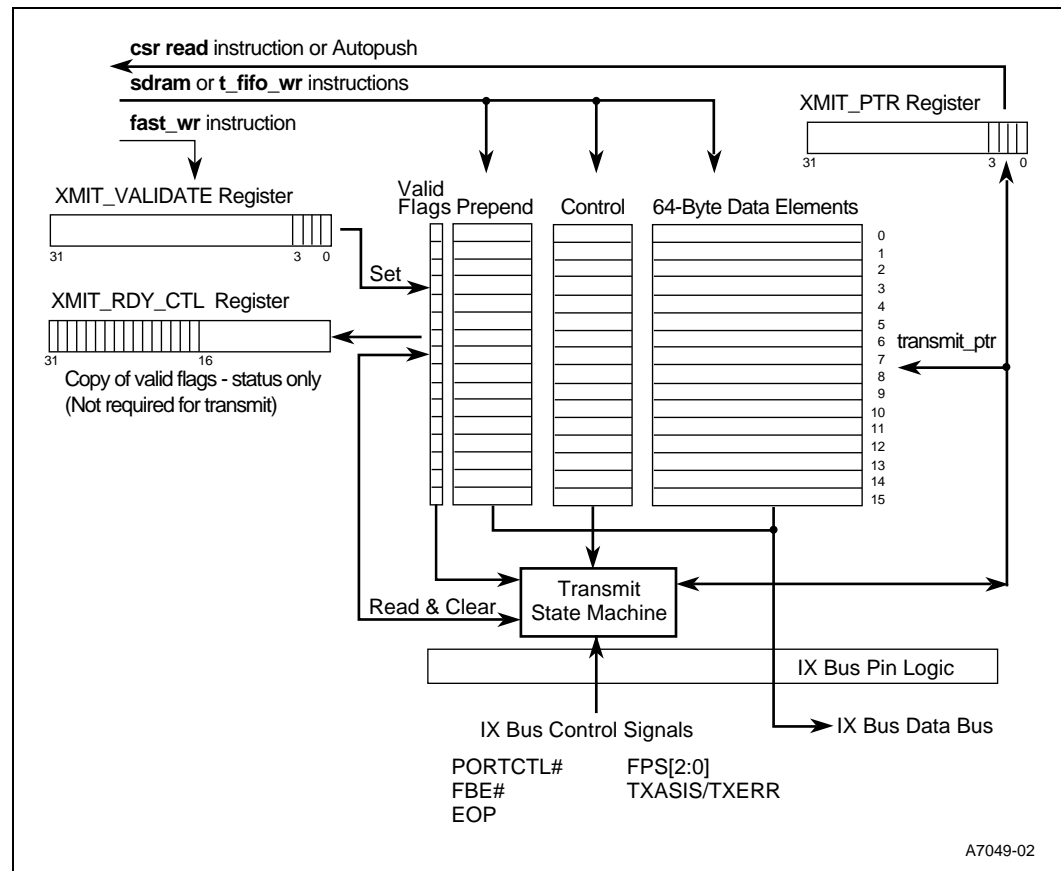 csr read instruction or Autopush
sdram or t_fifo_wr instructions
fast_wr instruction
XMIT_PTR Register
31
3
0
XMIT_VALIDATE Register
31
3
0
Valid
Flags
Prepend
Control
64-Byte Data Elements
Set
XMIT_RDY_CTL Register
31
16
Copy of valid flags - status only
(Not required for transmit)
0
1
2
3
4
5
6
7
8
9
10
11
12
13
14
15
transmit_ptr
Read & Clear
Transmit
State Machine
IX Bus Pin Logic
IX Bus Control Signals
IX Bus Data Bus
PORTCTL#
FPS[2:0]
FBE#
TXASIS/TXERR
EOP
A7049-02